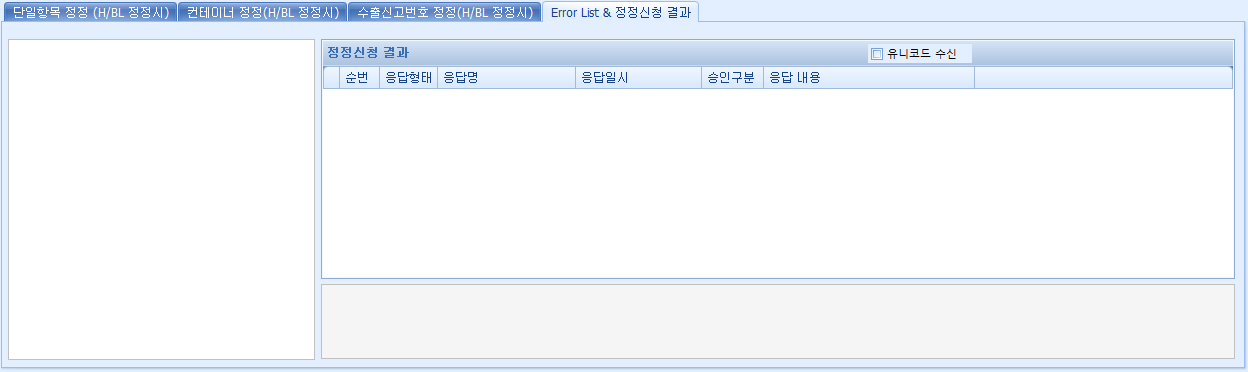 단일항목 정정 (H/BL 정정시) 컨테이너 정정(H/BL 정정시) 수출신고번호 정정(H/BL 정정시) Error List & 정정신청 결과
정정신청 결과 유니코드 수신
순번 응답형태 응답명 응답일시 승인구분 응답 내용